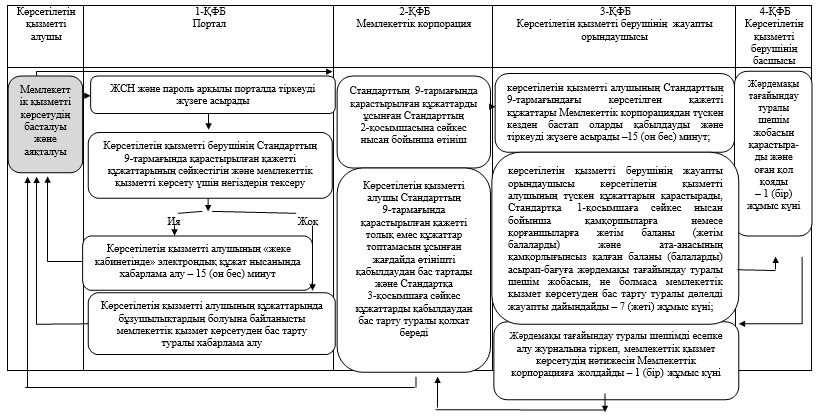 Көрсетілетін
қызметті
алушы
1-ҚФБ
Портал
2-ҚФБ
Мемлекеттік корпорация
3-ҚФБ
Көрсетілетін қызметті берушінің жауапты
орындаушысы
4-ҚФБ
Көрсетілетін
қызметті
берушінің
басшысы
Мемлекетт
ік қызметті
көрсетудің
басталуы
және
аяқталуы
ЖСН және пароль арқылы порталда тіркеуді
жүзеге асырады
Көрсетілетін қызметті берушінің Стандарттың
9-тармағында қарастырылған қажетті
құжаттарының сәйкестігін және мемлекеттік
қызметті көрсету үшін негіздерін тексеру
Ия
Жоқ
Көрсетілетін қызметті алушының «жеке
кабинетінде» электрондық құжат нысанында
хабарлама алу – 15 (он бес) минут
Көрсетілетін қызметті алушының құжаттарында
бұзушылықтардың болуына байланысты
мемлекеттік қызмет көрсетуден бас тарту
туралы хабарлама алу
Стандарттың 9-тармағында
қарастырылған құжаттарды
ұсынған Стандарттың
2-қосымшасына сәйкес
нысан бойынша өтініш
Көрсетілетін қызметті
алушы Стандарттың
9-тармағында
қарастырылған қажетті
толық емес құжаттар
топтамасын ұсынған
жағдайда өтінішті
қабылдаудан бас тартады
және Стандартқа
3-қосымшаға сәйкес
құжаттарды қабылдаудан
бас тарту туралы қолхат
береді
көрсетілетін қызметті алушының Стандарттың
9-тармағындағы көрсетілген қажетті
құжаттары Мемлекеттік корпорациядан түскен
кезден бастап оларды қабылдауды және
тіркеуді жүзеге асырады –15 (он бес) минут;
көрсетілетін қызметті берушінің жауапты
орындаушысы көрсетілетін қызметті
алушының түскен құжаттарын қарастырады,
Стандартқа 1-қосымшаға сәйкес нысан
бойынша қамқоршыларға немесе
қорғаншыларға жетім баланы (жетім
балаларды) және ата-анасының
қамқорлығынсыз қалған баланы (балаларды)
асырап-бағуға жәрдемақы тағайындау туралы
шешім жобасын, не болмаса мемлекеттік
қызмет көрсетуден бас тарту туралы дәлелді
жауапты дайындайды – 7 (жеті) жұмыс күні;
Жәрдемақы тағайындау туралы шешімді есепке
алу журналына тіркеп, мемлекеттік қызмет
көрсетудің нәтижесін Мемлекеттік
корпорацияға жолдайды – 1 (бір) жұмыс күні
Жәрдемақы
тағайындау
туралы
шешім
жобасын
қарастыра-
ды және
оған қол
қояды
– 1 (бір)
жұмыс күні